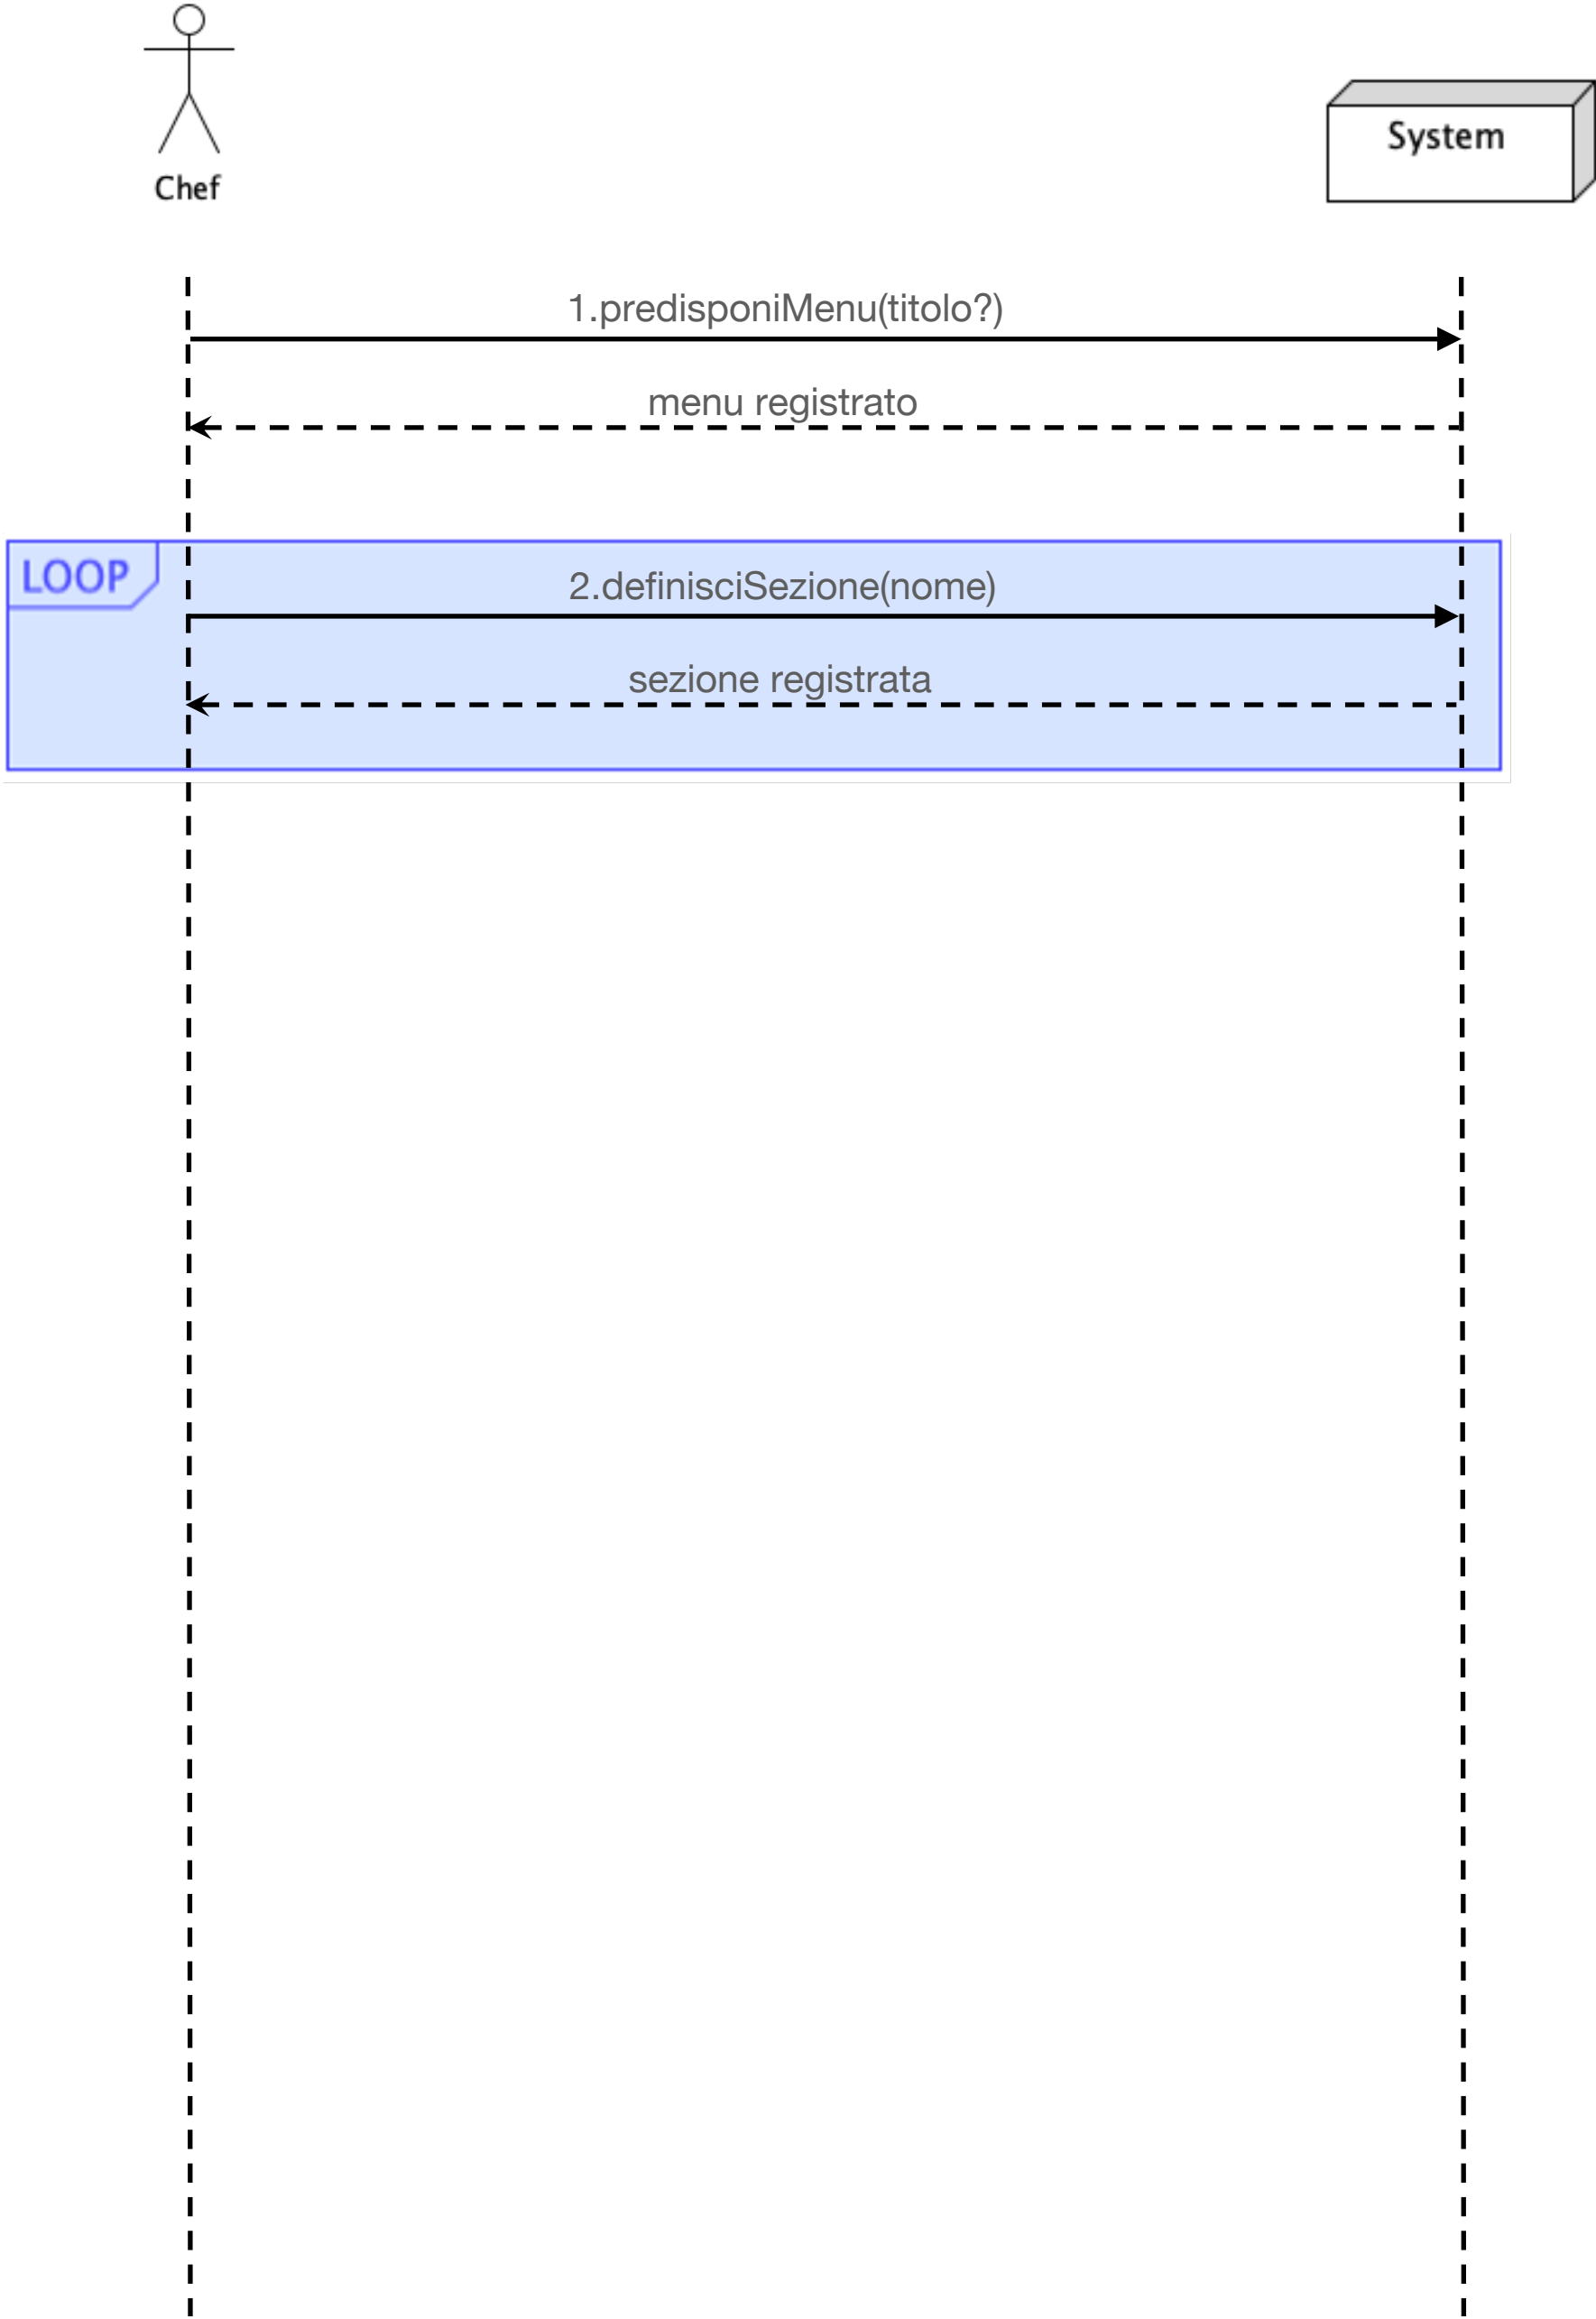 System
Chef
1.predisponiMenu(titolo?)
menu registrato
LOOP
2.definisciSezione(nome)
sezione registrata